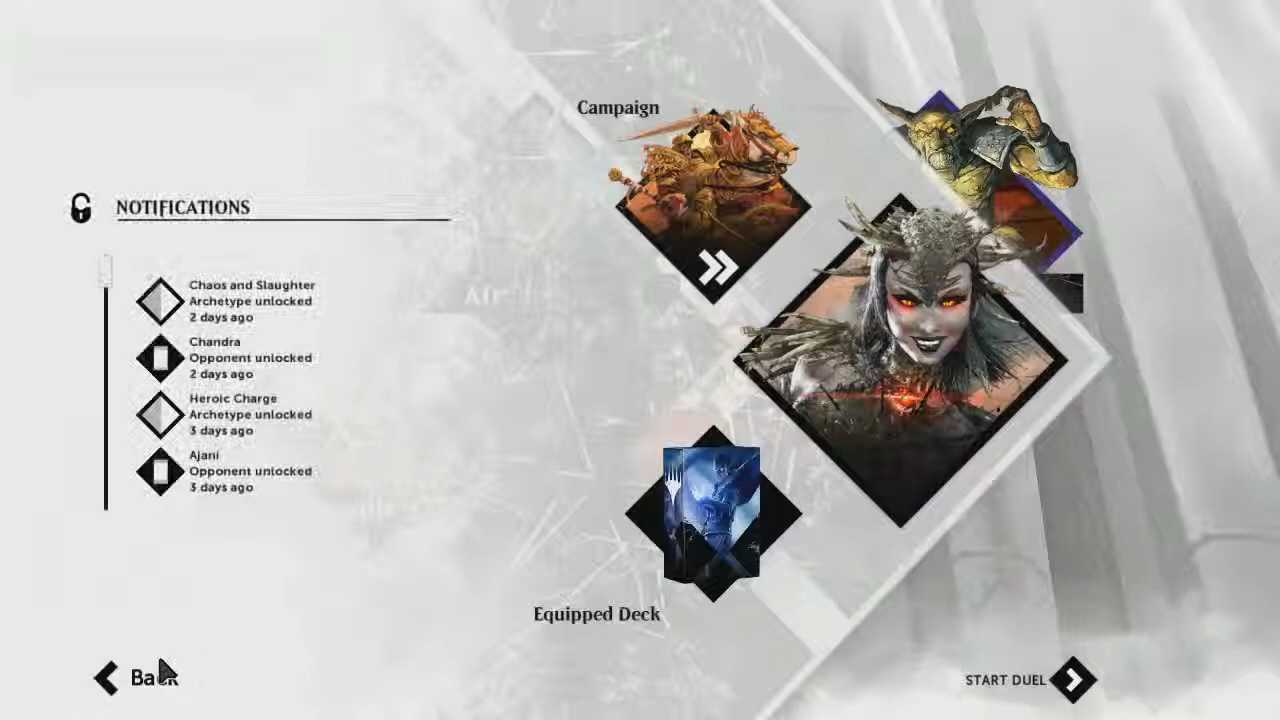 Campaign
NOTIFICATIONS
Chaos and Slaughter
Archetype unlocked
2 days ago
Chandra
Opponent unlocked
2 days ago
Heroic Charge
Archetype unlocked
3 days ago
Ajani
Opponent unlocked
3 days ago
Equipped Deck
Back
START DUEL